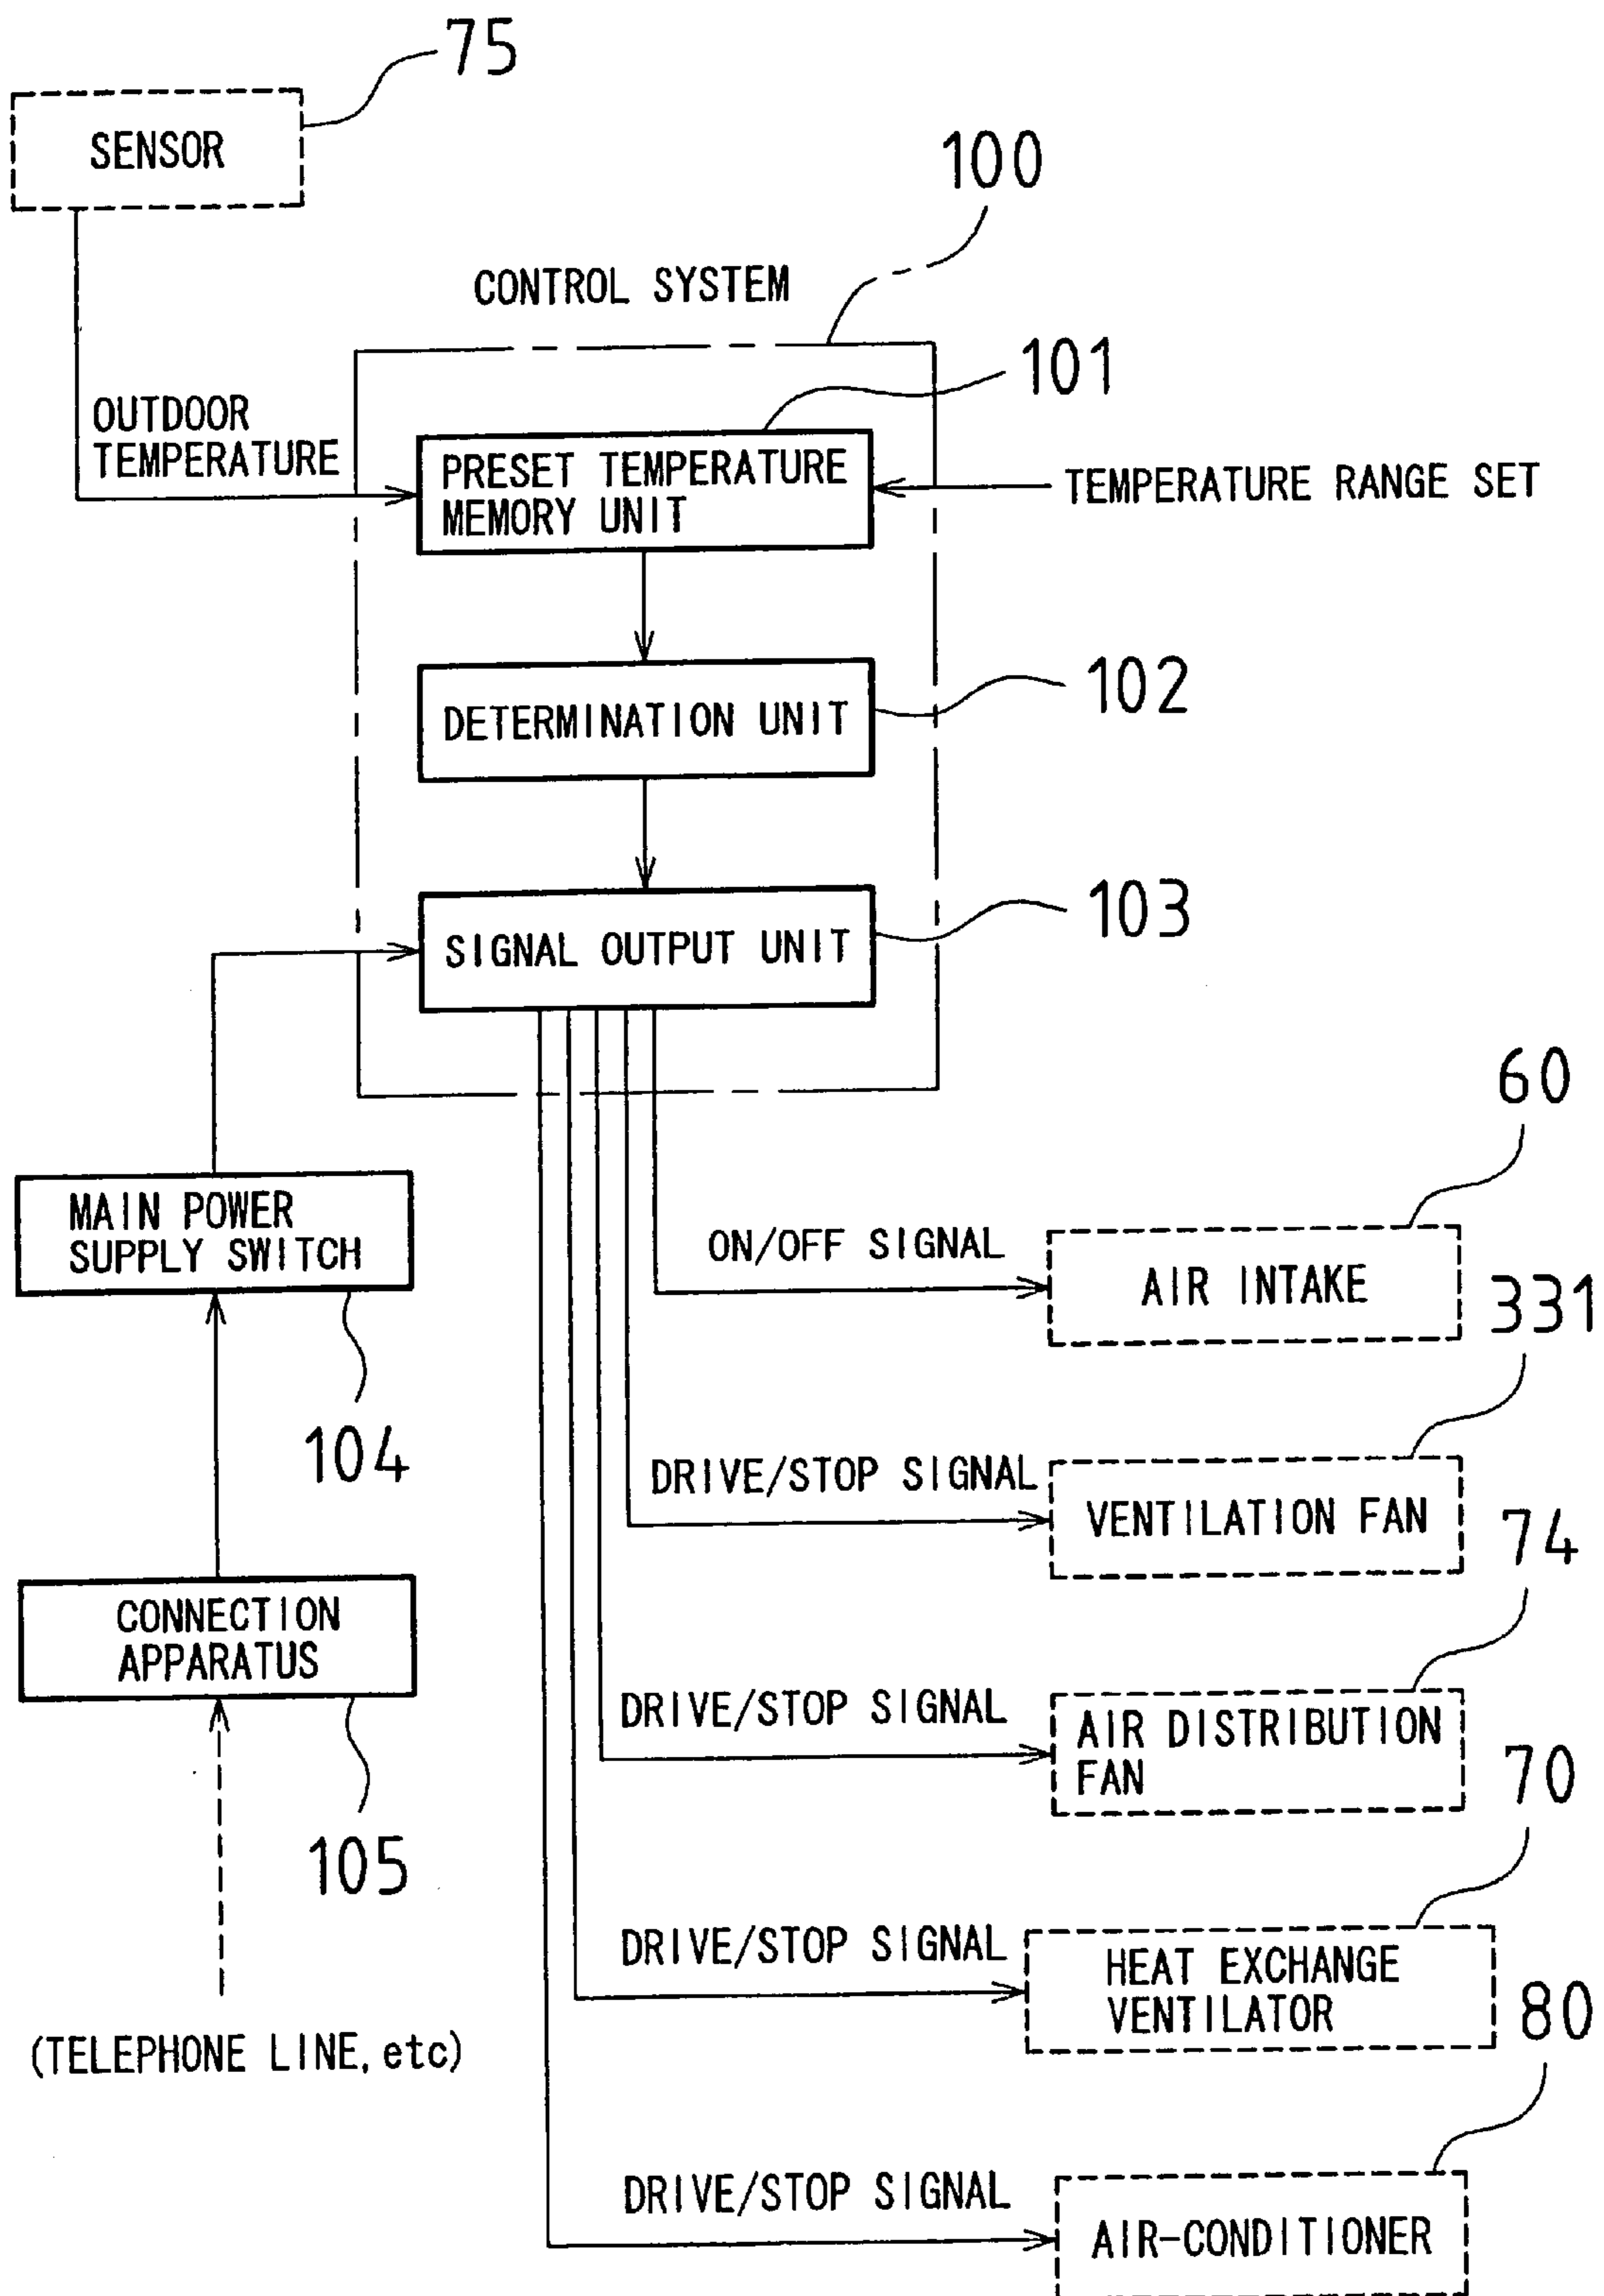 75
SENSOR
100
CONTROL SYSTEM
101
OUTDOOR
TEMPERATURE
PRESET TEMPERATURE
MEMORY UNIT
TEMPERATURE RANGE SET
102
DETERMINATION UNIT
103
SIGNAL OUTPUT UNIT
60
MAIN POWER
SUPPLY SWITCH
ON/OFF SIGNAL
AIR INTAKE
331
104
DRIVE/STOP SIGNAL
VENTILATION FAN
74
CONNECTION
APPARATUS
DRIVE/STOP SIGNAL
AIR DISTRIBUTION
FAN
70
105
DRIVE/STOP SIGNAL
HEAT EXCHANGE
VENTILATOR
80
(TELEPHONE LINE, etc)
DRIVE/STOP SIGNAL
AIR-CONDITIONER